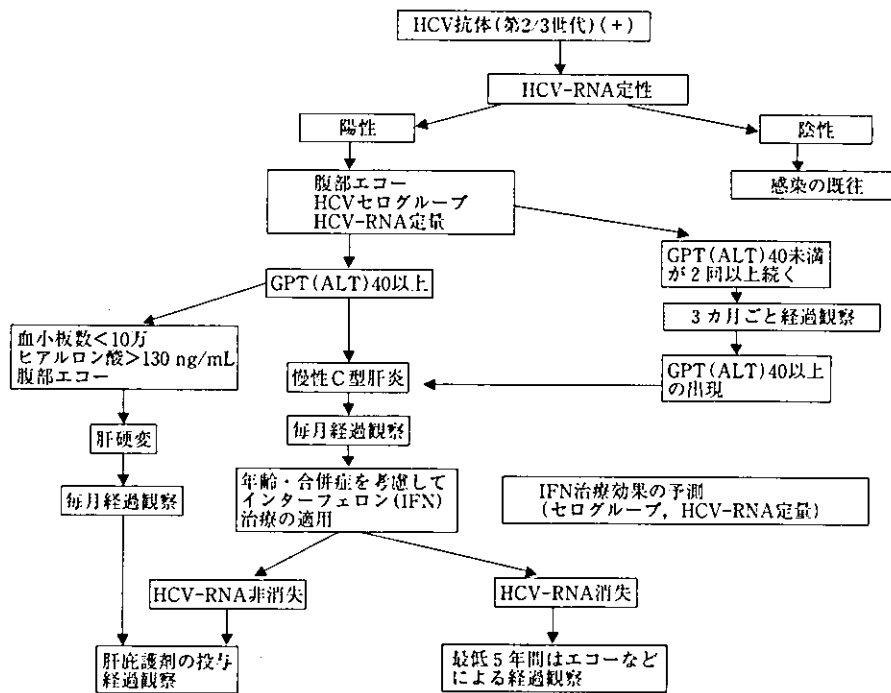 HCV抗体(第2/3世代)(+)
HCV-RNA定性
陽性
陰性
腹部エコー
HCVセログループ
HCV-RNA定量
感染の既往
GPT(ALT)40未満
が2回以上続く
GPT(ALT)40以上
3カ月ごと経過観察
血小板数<10万
ヒアルロン酸>130 ng/mL
腹部エコー
慢性C型肝炎
GPT(ALT)40以上
の出現
肝硬変
毎月経過観察
毎月経過観察
年齢・合併症を考慮して
インターフェロン(IFN)
治療の適用
IFN治療効果の予測
(セログループ, HCV-RNA定量)
HCV-RNA非消失
HCV-RNA消失
肝庇護剤の投与
経過観察
最低5年間はエコーなど
による経過観察